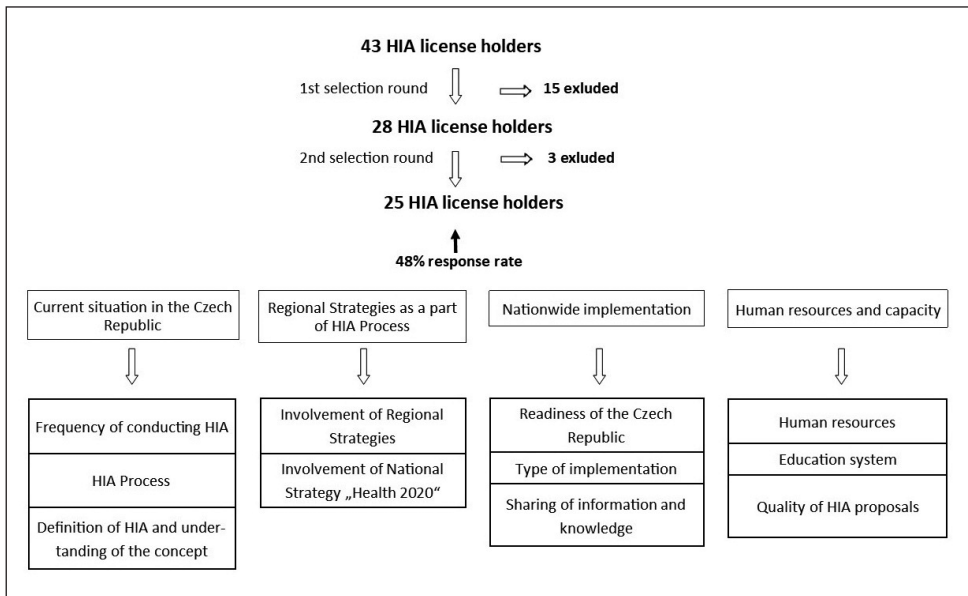 43 HIA license holders
1st selection round
15 exluded
28 HIA license holders
2nd selection round
3 exluded
25 HIA license holders
48% response rate
Current situation in the Czech
Republic
Regional Strategies as a part
of HIA Process
Nationwide implementation
Human resources and capacity
Frequency of conducting HIA
HIA Process
Definition of HIA and under-
tanding of the concept
Involvement of Regional
Strategies
Involvement of National
Strategy „Health 2020“
Readiness of the Czech
Republic
Type of implementation
Sharing of information and
knowledge
Human resources
Education system
Quality of HIA proposals